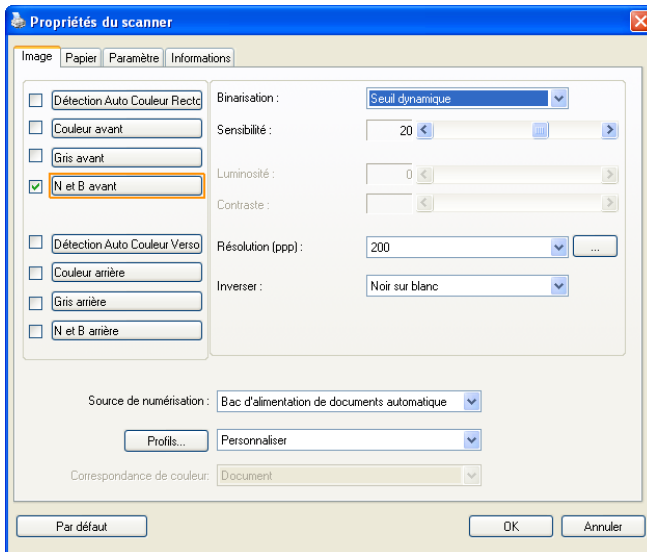 Propriétés du scanner
Image Papier Paramètre Informations
Détection Auto Couleur Recto
Couleur avant
Gris avant
N et B avant
Détection Auto Couleur Verso
Couleur arrière
Gris arrière
N et B arrière
Binarisation : Seuil dynamique
Sensibilité : 20
Luminosité : 0
Contraste :
Résolution (ppp) : 200 ...
Inverser : Noir sur blanc
Source de numérisation : Bac d'alimentation de documents automatique
Profils... Personnaliser
Correspondance de couleur: Document
Par défaut OK Annuler